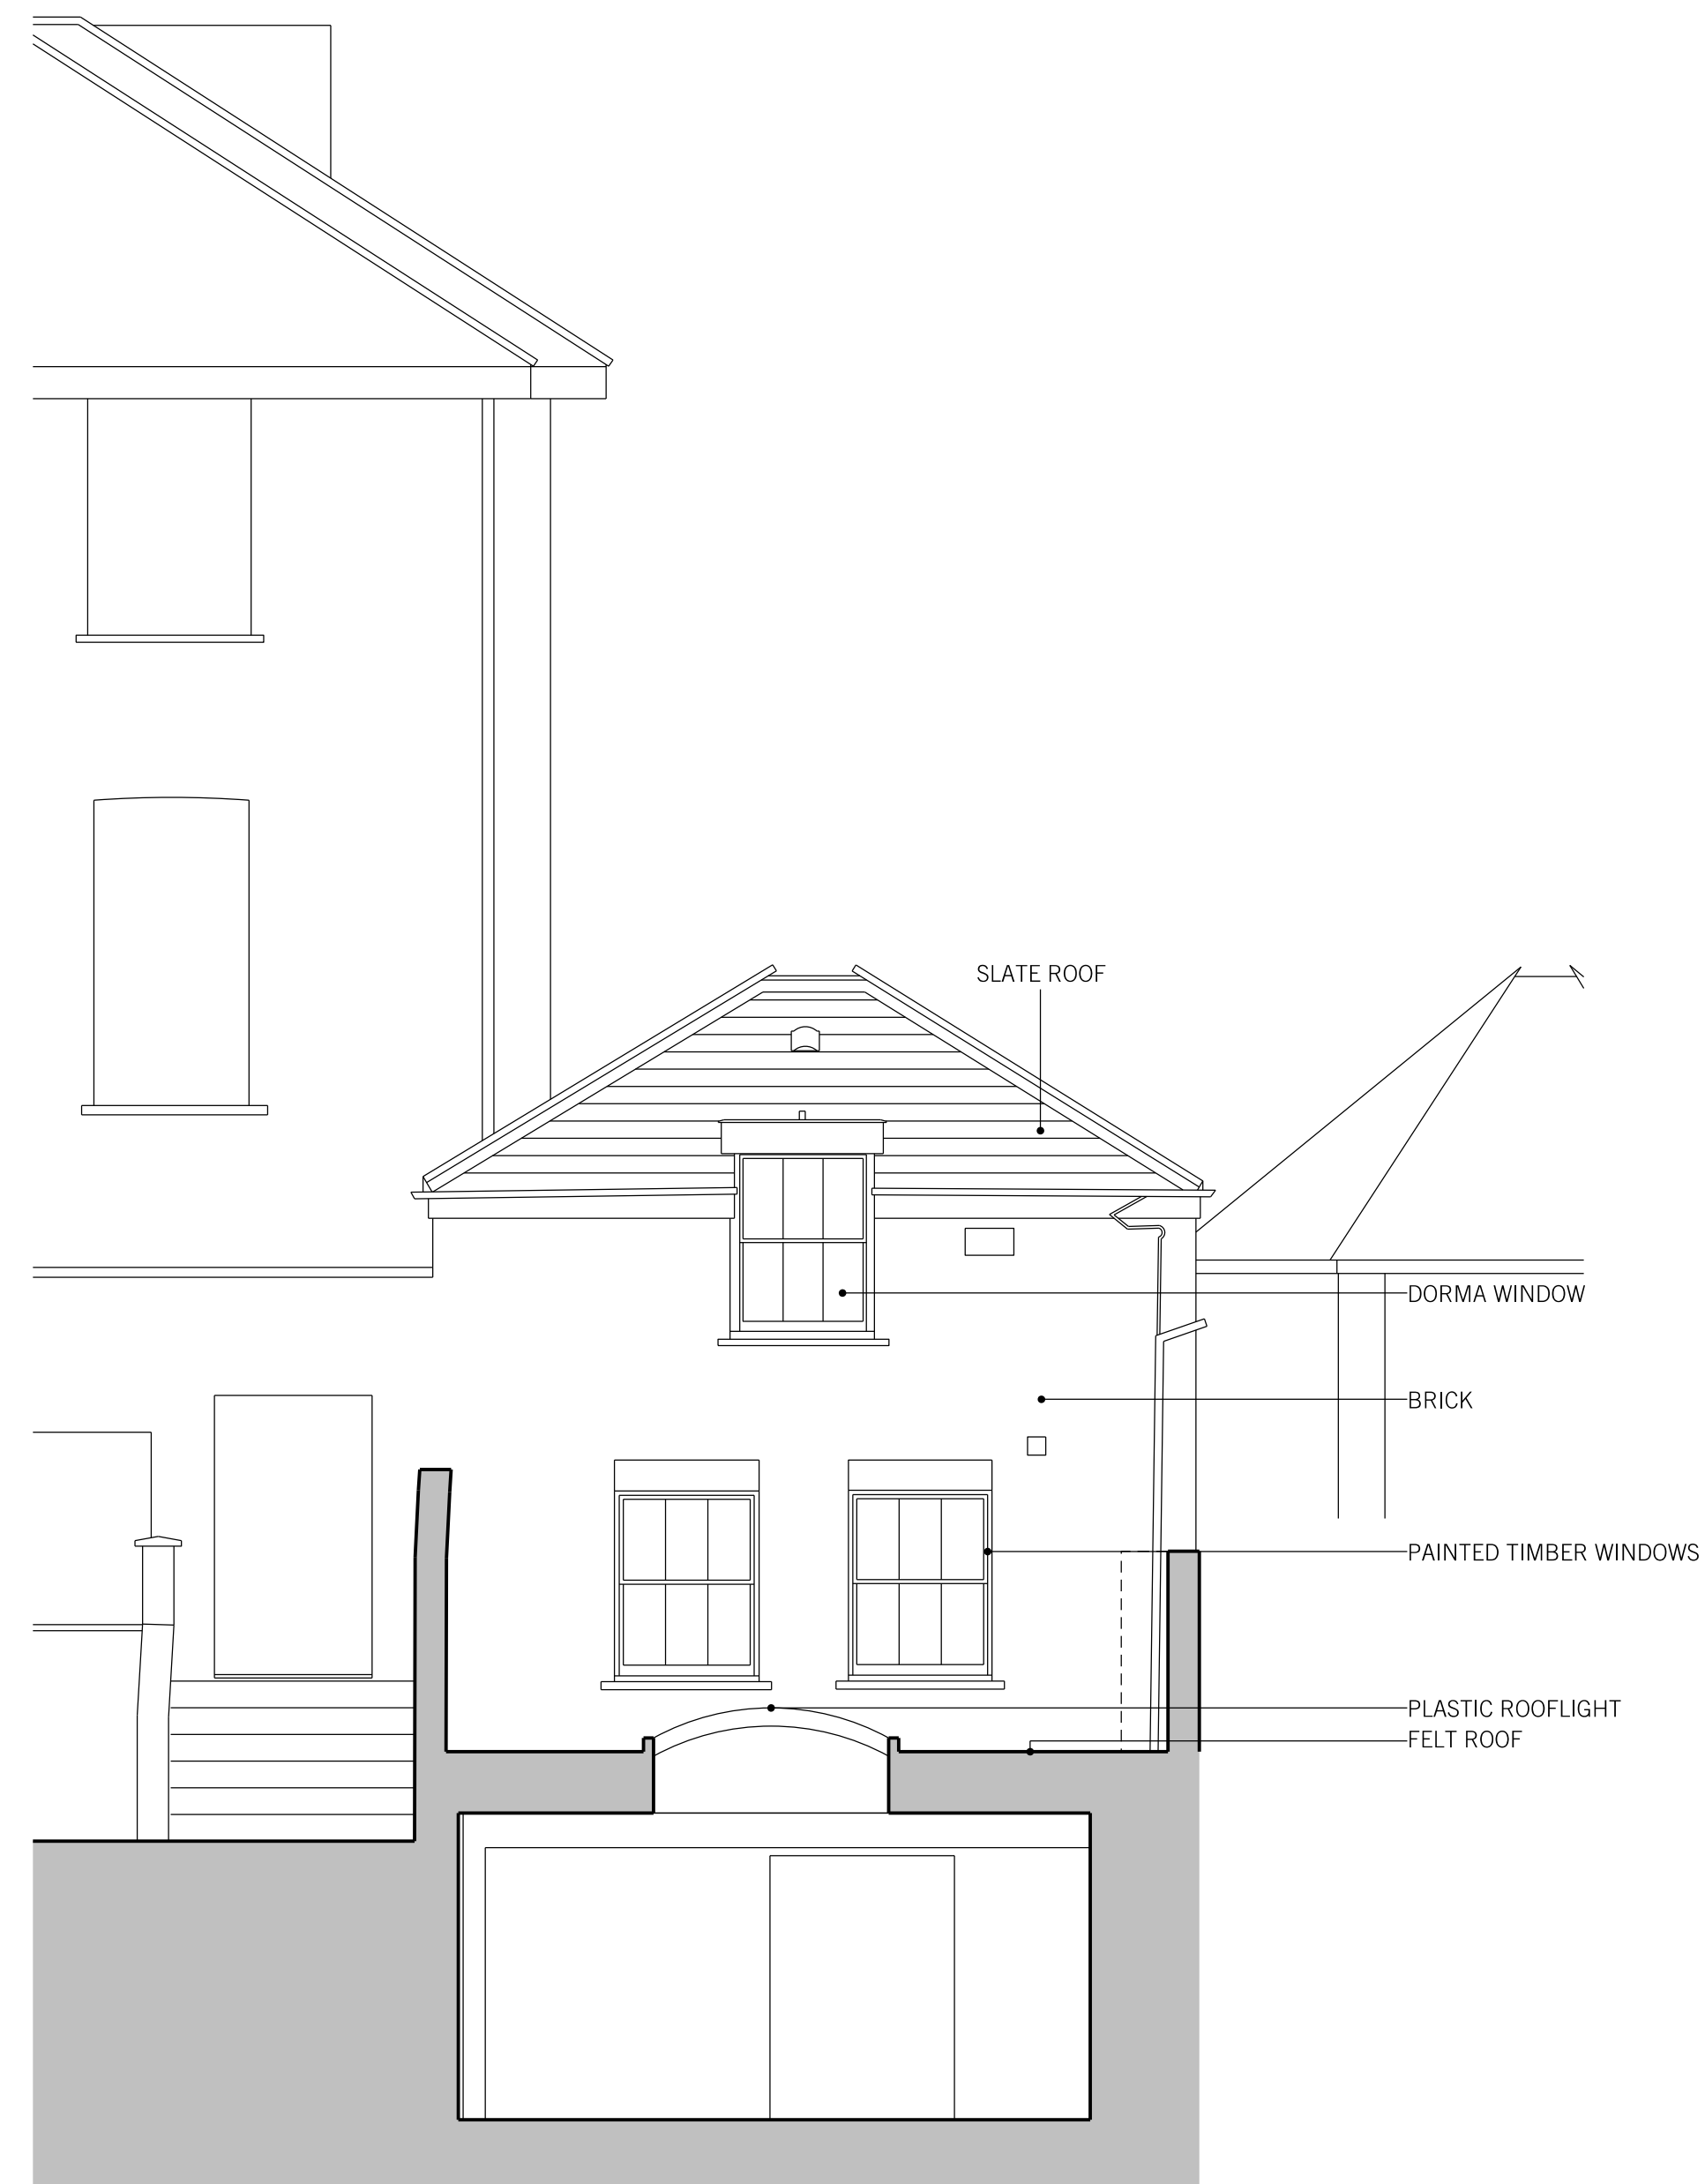 SLATE ROOF
DORMA WINDOW
BRICK
PAINTED TIMBER WINDOWS
PLASTIC ROOFLIGHT
FELT ROOF